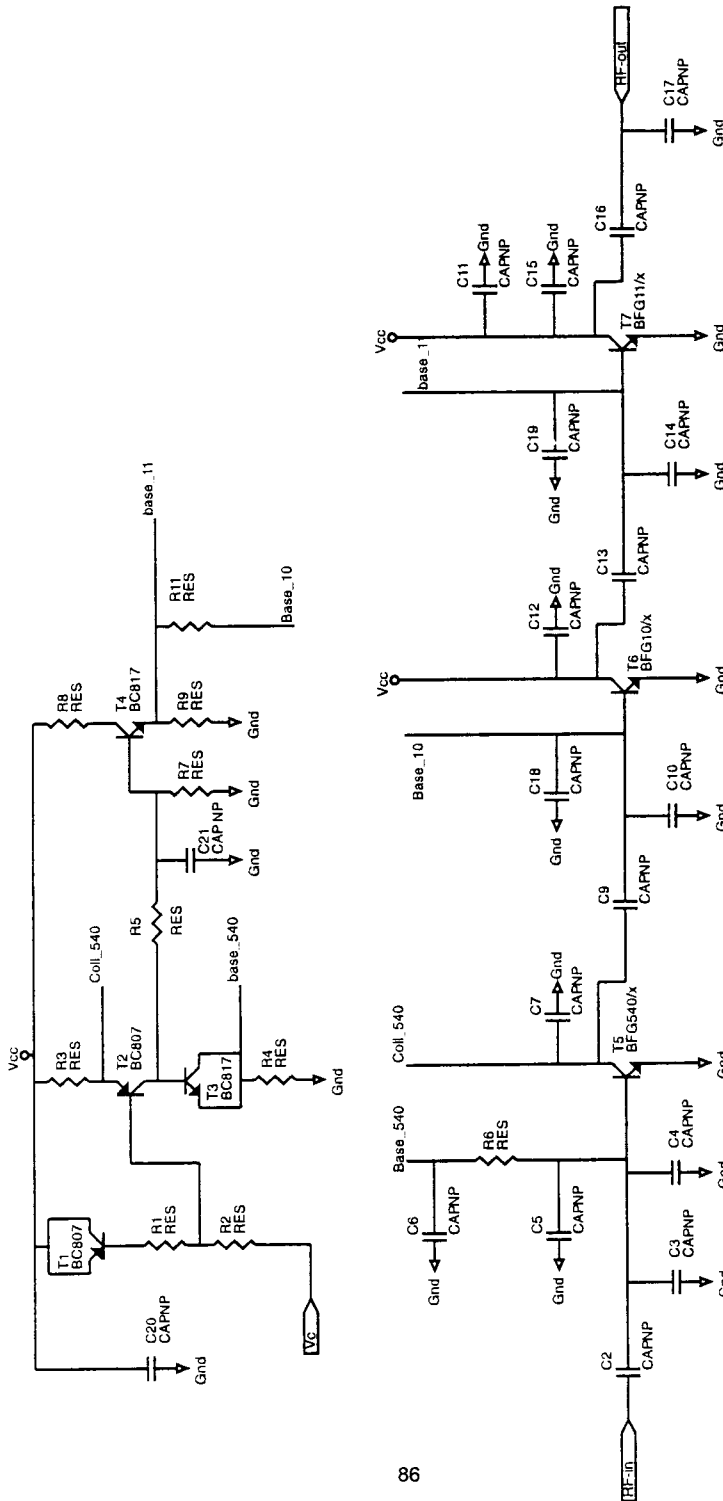 Vcc
C20
CAPNP
Gnd
T1
BC807
R1
RES
R2
RES
Vc
R3
RES
Coll_540
T2
BC807
T3
BC817
base_540
R4
RES
Gnd
R5
RES
C21
CAPNP
Gnd
R7
RES
Gnd
R8
RES
T4
BC817
R9
RES
Gnd
base_11
R11
RES
Base_10
RF-in
C2
CAPNP
C3
CAPNP
Gnd
C4
CAPNP
Gnd
Base_540
C6
CAPNP
Gnd
R6
RES
C5
CAPNP
Gnd
Coll_540
C7
CAPNP
Gnd
T5
BFG540/x
Gnd
C9
CAPNP
C10
CAPNP
Gnd
Base_10
C18
CAPNP
Gnd
Vcc
C12
CAPNP
Gnd
T6
BFG10/x
Gnd
C13
CAPNP
C14
CAPNP
Gnd
base_1
C19
CAPNP
Gnd
Vcc
C11
CAPNP
Gnd
C15
CAPNP
Gnd
T7
BFG11/x
Gnd
C16
CAPNP
C17
CAPNP
Gnd
RF-out
86